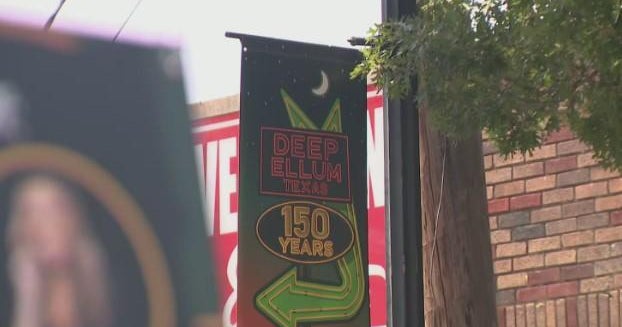 DEEP
ELLUM
TEXAS
150
YEARS